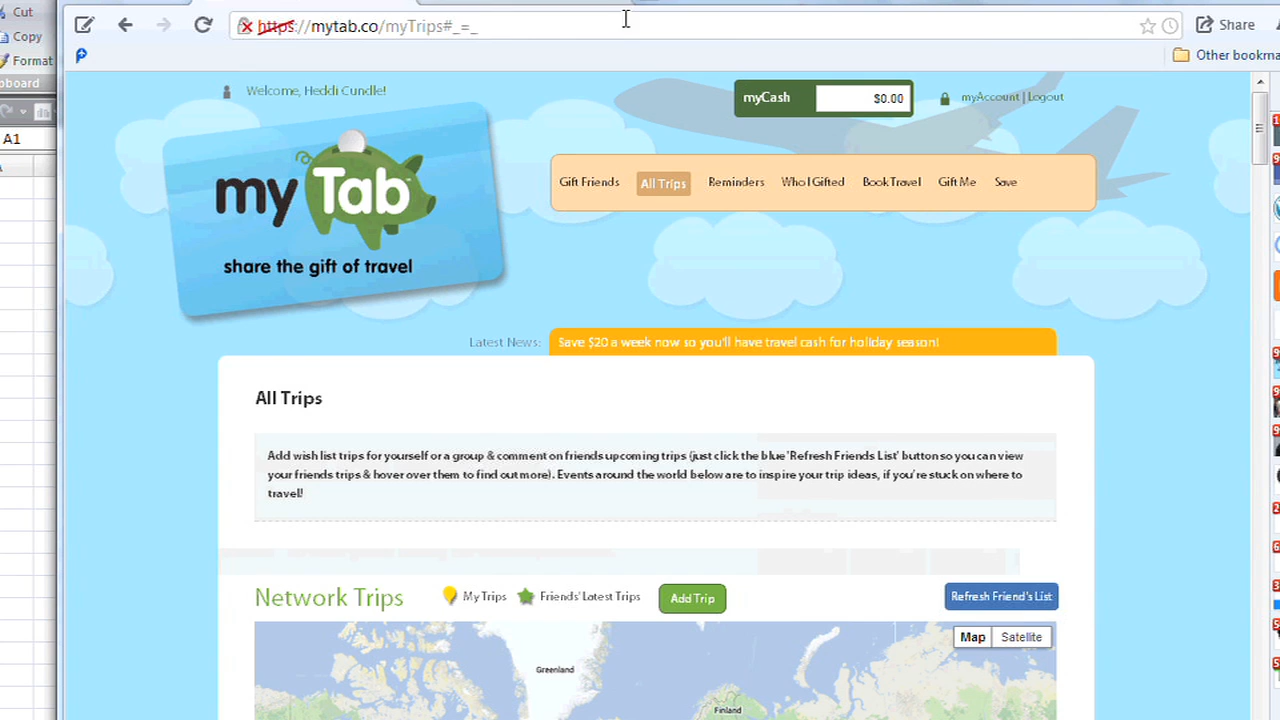 Cut
Copy
Format
pboard
A1
https://mytab.co/myTrips#_=_
Share
Other bookma
Welcome, Heddi Cundle!
myCash
$0.00
myAccount | Logout
my Tab
share the gift of travel
Gift Friends
All Trips
Reminders
Who I Gifted
Book Travel
Gift Me
Save
Latest News:
Save $20 a week now so you'll have travel cash for holiday season!
All Trips
Add wish list trips for yourself or a group & comment on friends upcoming trips (just click the blue 'Refresh Friends List' button so you can view
your friends trips & hover over them to find out more). Events around the world below are to inspire your trip ideas, if you're stuck on where to
travel!
Network Trips
My Trips
Friends' Latest Trips
Add Trip
Refresh Friend's List
Map
Satellite
Greenland
Finland